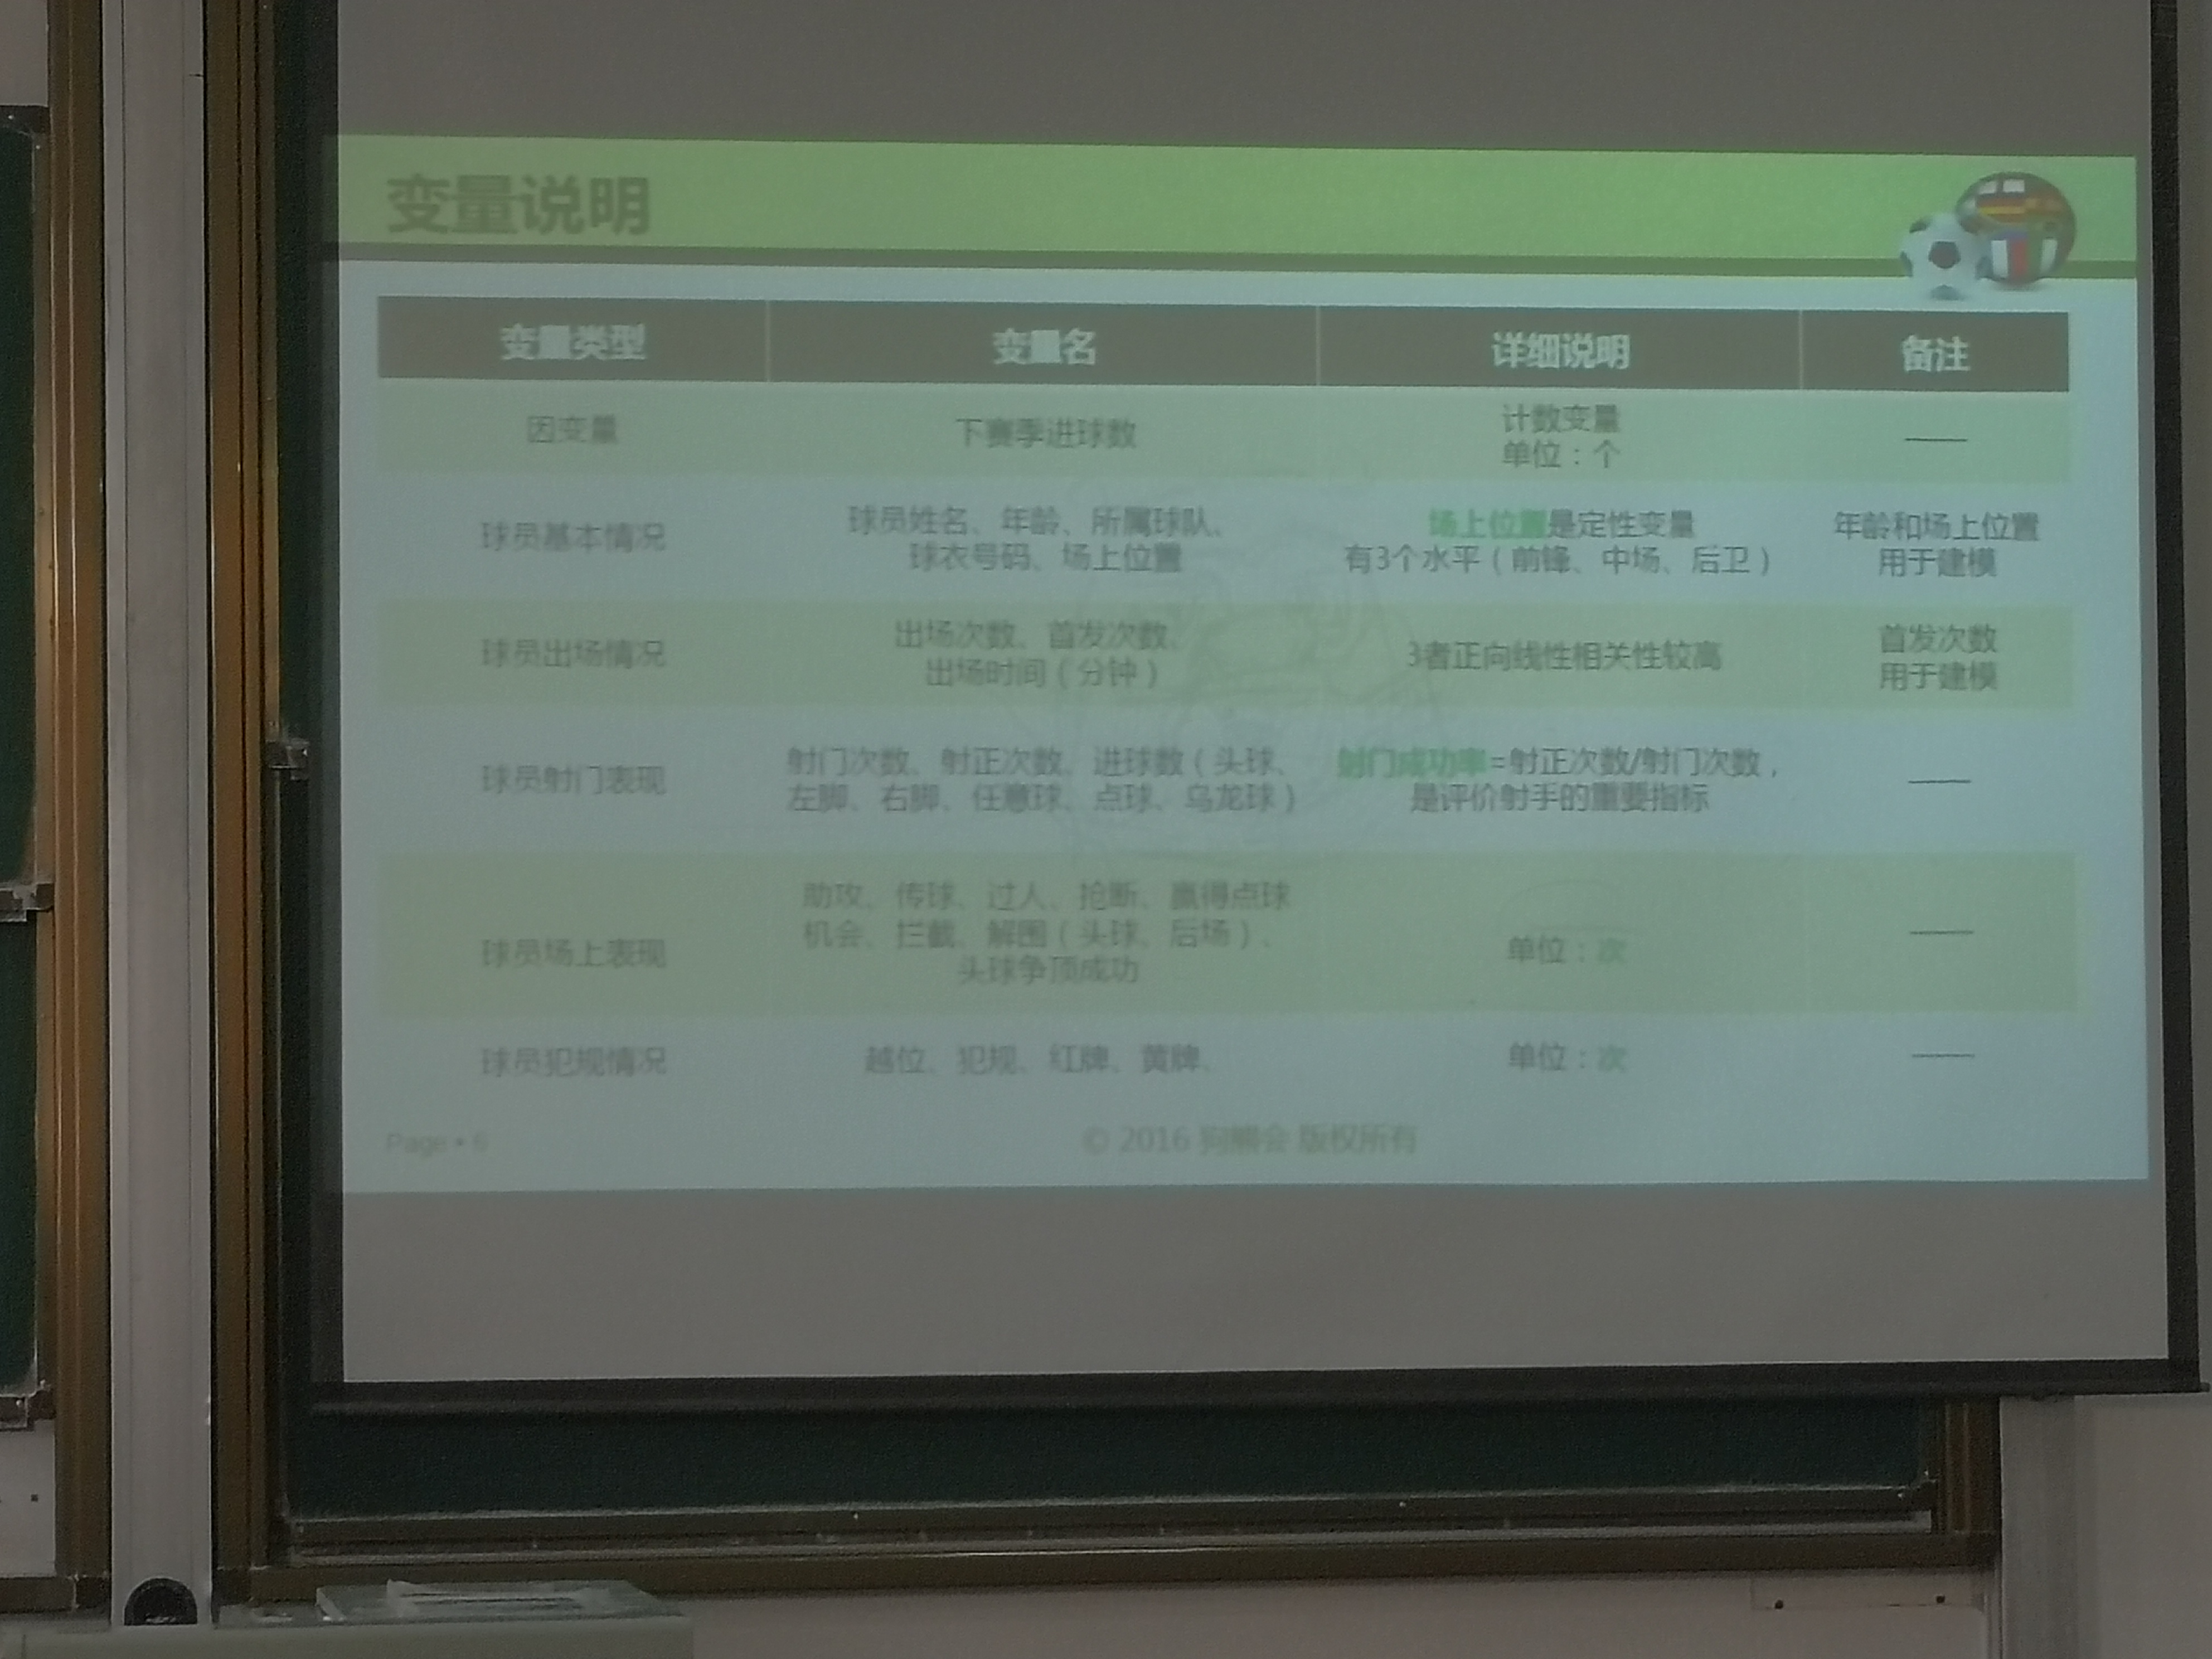 变量说明
变量类型 变量名 详细说明 备注
因变量 下赛季进球数 计数变量
单位：个 ——
球员基本情况 球员姓名、年龄、所属球队、
球衣号码、场上位置 场上位置是定性变量
有3个水平（前锋、中场、后卫） 年龄和场上位置
用于建模
球员出场情况 出场次数、首发次数、
出场时间（分钟） 3者正向线性相关性较高 首发次数
用于建模
球员射门表现 射门次数、射正次数、进球数（头球、
左脚、右脚、任意球、点球、乌龙球） 射门成功率=射正次数/射门次数，
是评价射手的重要指标 ——
球员场上表现 助攻、传球、过人、抢断、赢得点球
机会、拦截、解围（头球、后场）、
头球争顶成功 单位：次 ——
球员犯规情况 越位、犯规、红牌、黄牌、 单位：次 ——
Page • 6 © 2016 狗熊会 版权所有